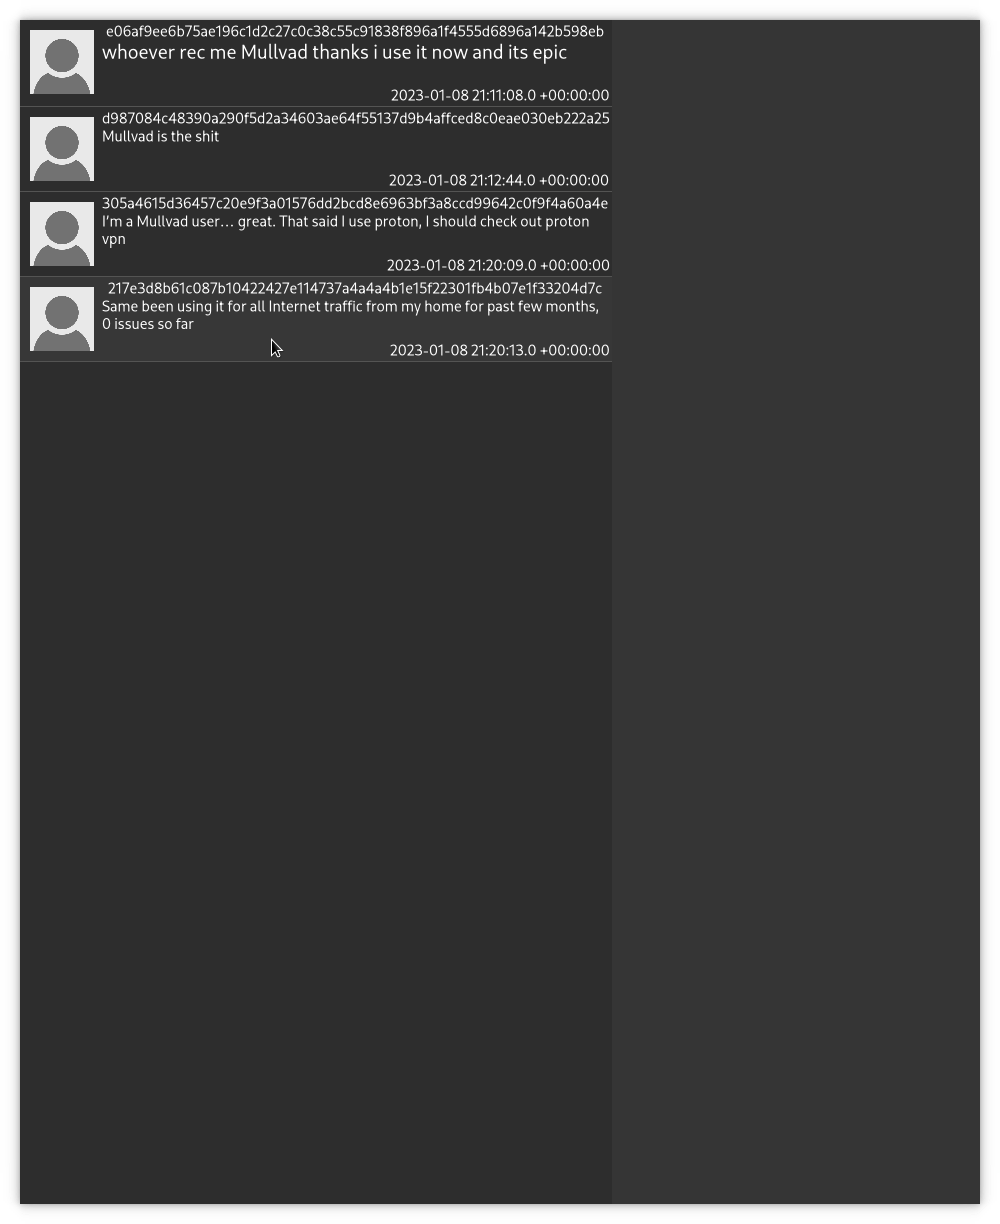 e06af9ee6b75ae196c1d2c27c0c38c55c91838f896a1f4555d6896a142b598eb
whoever rec me Mullvad thanks i use it now and its epic
2023-01-08 21:11:08.0 +00:00:00
d987084c48390a290f5d2a34603ae64f55137d9b4affced8c0eae030eb222a25
Mullvad is the shit
2023-01-08 21:12:44.0 +00:00:00
305a4615d36457c20e9f3a01576dd2bcd8e6963bf3a8ccd99642c0f9f4a60a4e
I'm a Mullvad user… great. That said I use proton, I should check out proton
vpn
2023-01-08 21:20:09.0 +00:00:00
217e3d8b61c087b10422427e114737a4a4a4b1e15f22301fb4b07e1f33204d7c
Same been using it for all Internet traffic from my home for past few months,
0 issues so far
2023-01-08 21:20:13.0 +00:00:00